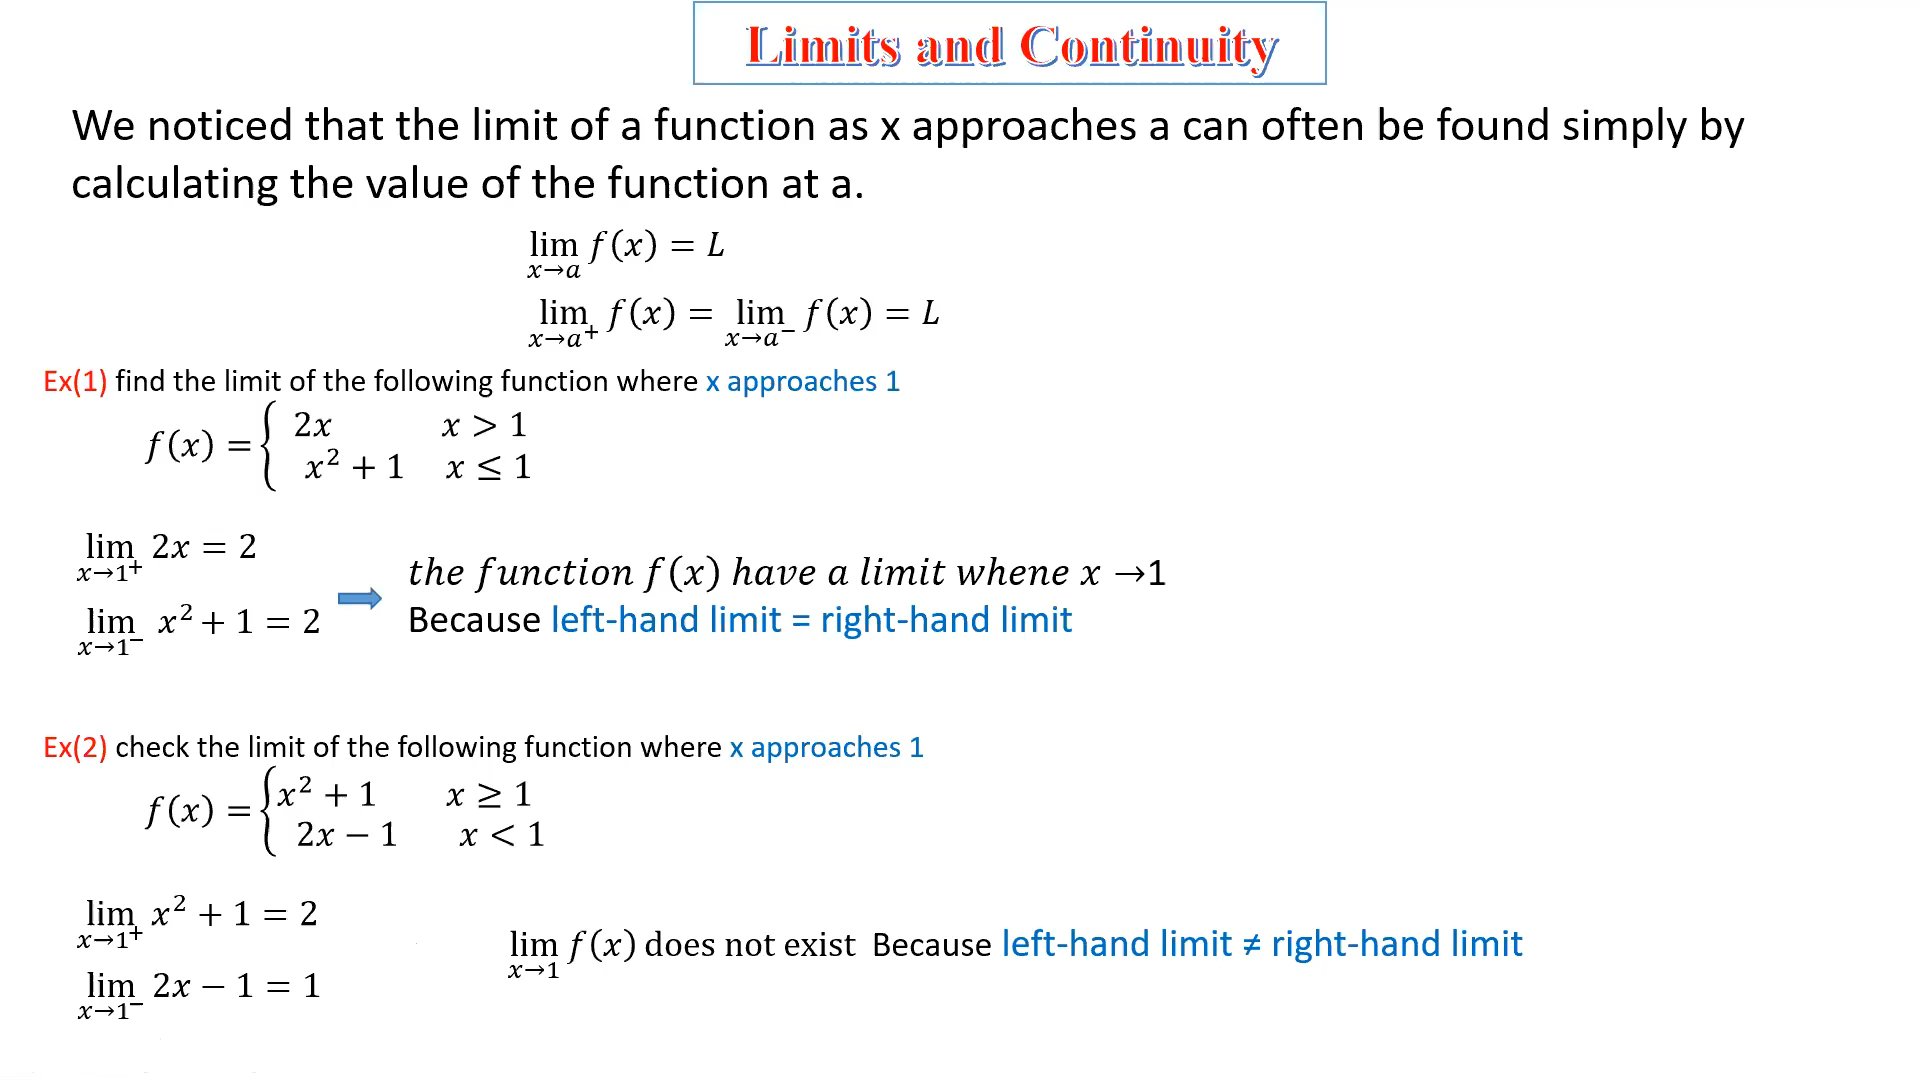 Limits and Continuity
We noticed that the limit of a function as x approaches a can often be found simply by
calculating the value of the function at a.
lim x→a f(x) = L
lim x→a⁺ f(x) = lim x→a⁻ f(x) = L
Ex(1) find the limit of the following function where x approaches 1
f(x) = { 2x x > 1
x² + 1 x ≤ 1
lim x→1⁺ 2x = 2
the function f(x) have a limit whene x →1
lim x→1⁻ x² + 1 = 2
Because left-hand limit = right-hand limit
Ex(2) check the limit of the following function where x approaches 1
f(x) = { x² + 1 x ≥ 1
2x − 1 x < 1
lim x→1⁺ x² + 1 = 2
lim x→1 f(x) does not exist Because left-hand limit ≠ right-hand limit
lim x→1⁻ 2x − 1 = 1